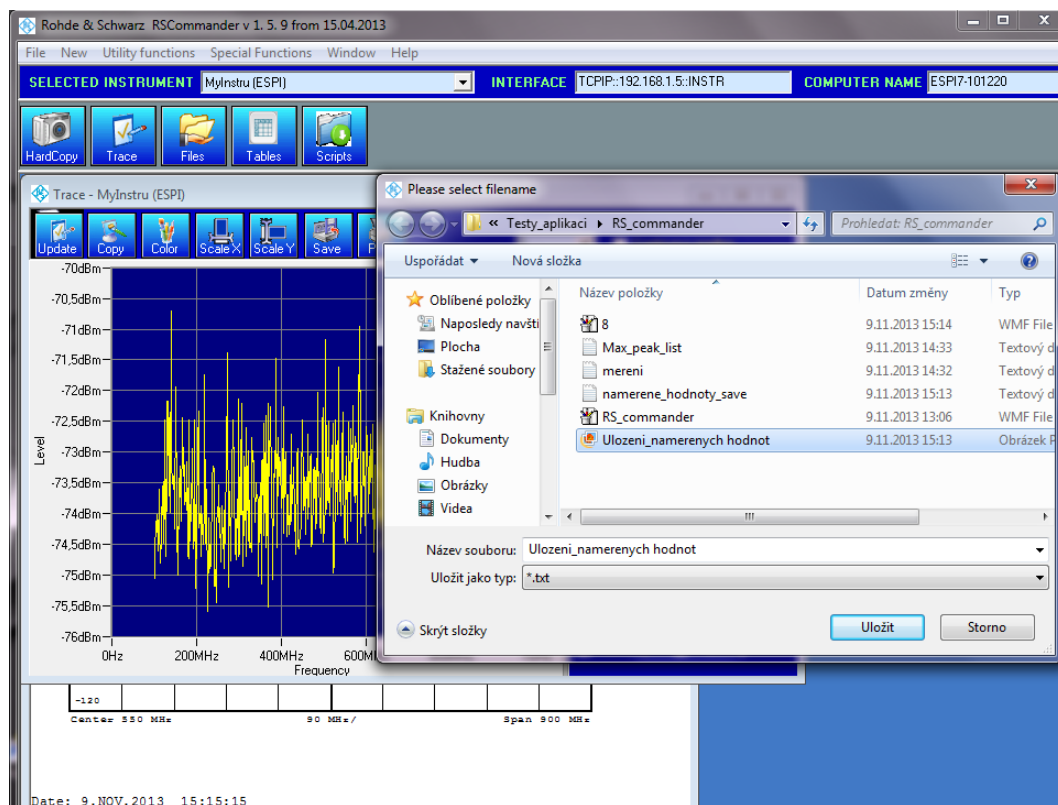 Rohde & Schwarz RSCommander v 1. 5. 9 from 15.04.2013
File New Utility functions Special Functions Window Help
SELECTED INSTRUMENT MyInstru (ESPI) INTERFACE TCPIP::192.168.1.5::INSTR COMPUTER NAME ESPI7-101220
HardCopy Trace Files Tables Scripts
Trace - MyInstru (ESPI)
Update Copy Color Scale X Scale Y Save
-70dBm
-70,5dBm
-71dBm
-71,5dBm
-72dBm
-72,5dBm
-73dBm
-73,5dBm
-74dBm
-74,5dBm
-75dBm
-75,5dBm
-76dBm
Level
0Hz 200MHz 400MHz 600M
Frequency
Please select filename
« Testy_aplikaci RS_commander Prohledat: RS_commander
Uspořádat Nová složka
Oblíbené položky
Naposledy navští
Plocha
Stažené soubory
Knihovny
Dokumenty
Hudba
Obrázky
Videa
Název položky Datum změny Typ
8 9.11.2013 15:14 WMF File
Max_peak_list 9.11.2013 14:33 Textový d
mereni 9.11.2013 14:32 Textový d
namerene_hodnoty_save 9.11.2013 15:13 Textový d
RS_commander 9.11.2013 13:06 WMF File
Ulozeni_namerenych hodnot 9.11.2013 15:13 Obrázek P
Název souboru: Ulozeni_namerenych hodnot
Uložit jako typ: *.txt
Skrýt složky Uložit Storno
-120
Center 550 MHz 90 MHz/ Span 900 MHz
Date: 9.NOV.2013 15:15:15